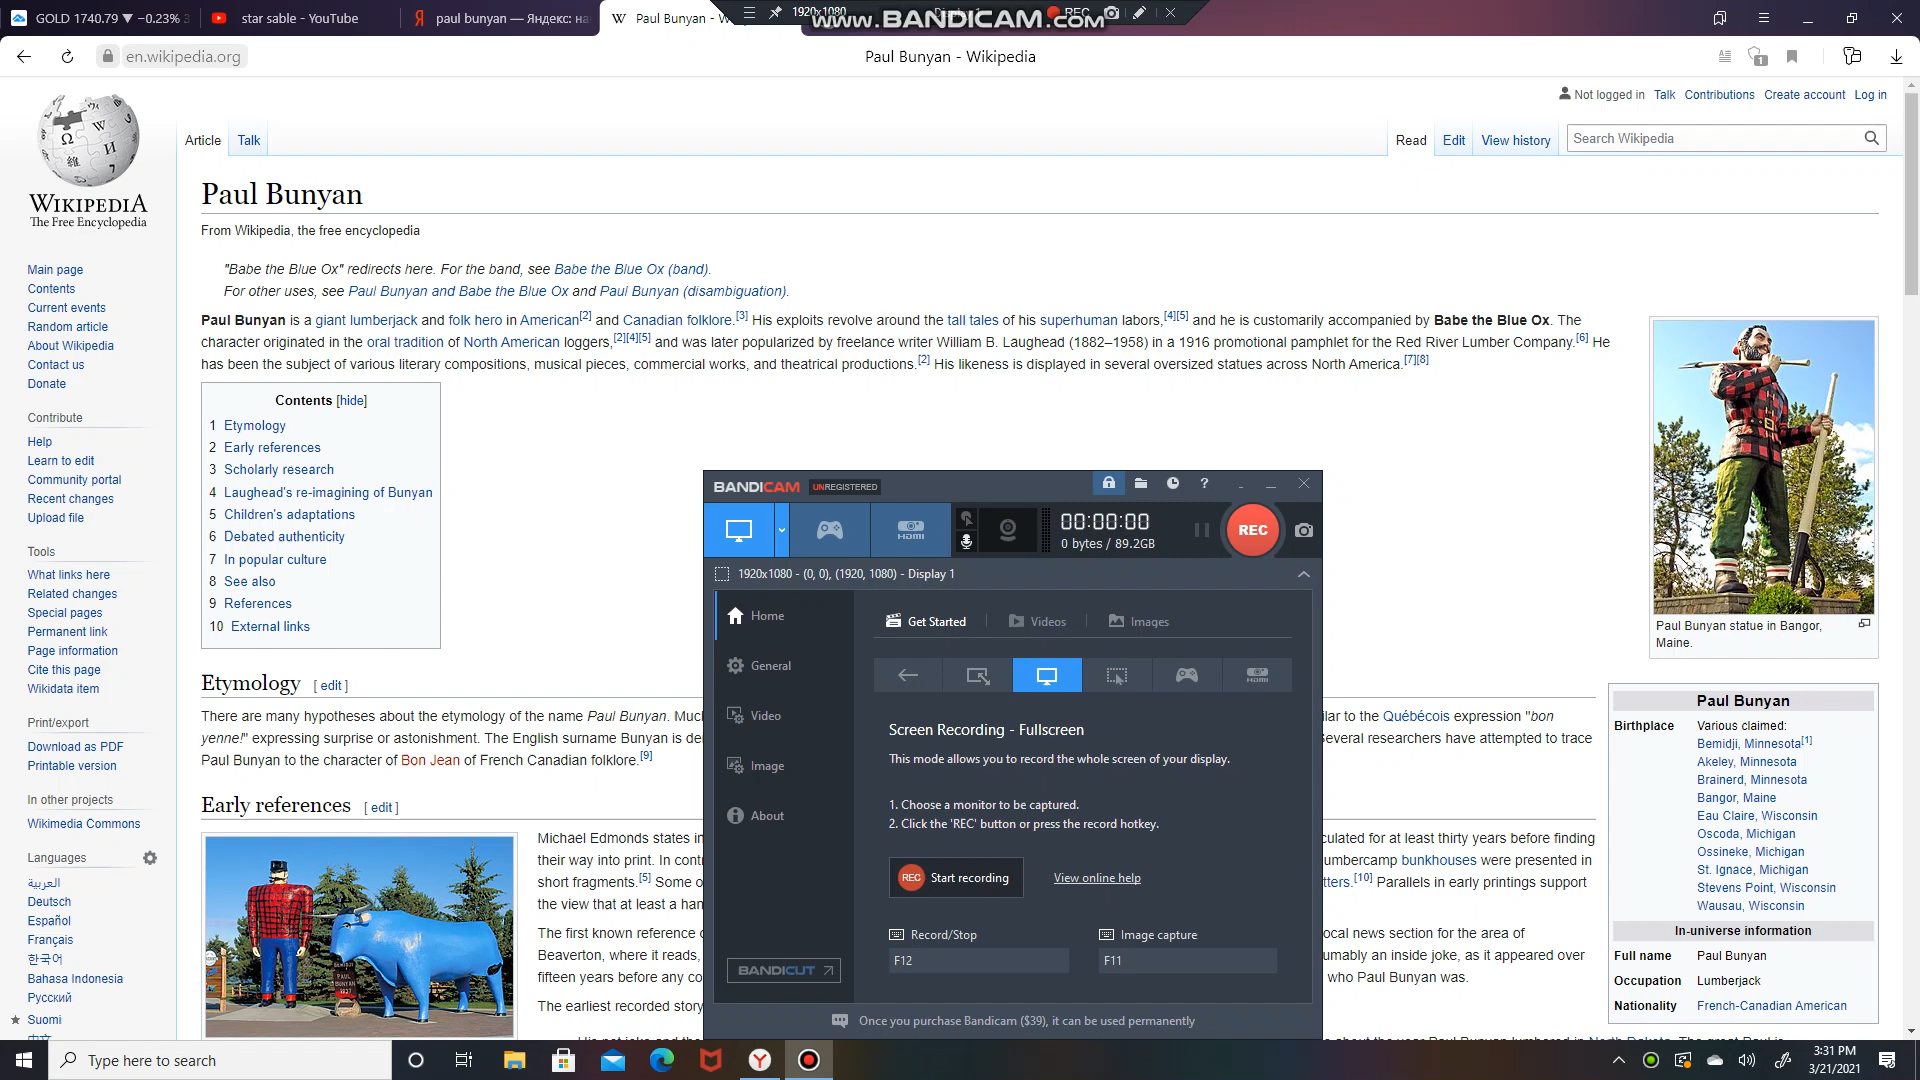 GOLD 1740.79 ▼ −0.23%
star sable - YouTube
paul bunyan — Яндекс: на
Paul Bunyan - W
1920x1080
REC
www.BANDICAM.com
en.wikipedia.org
Paul Bunyan - Wikipedia
Not logged in Talk Contributions Create account Log in
Article Talk
Read Edit View history
Search Wikipedia
WIKIPEDIA
The Free Encyclopedia
Main page
Contents
Current events
Random article
About Wikipedia
Contact us
Donate
Contribute
Help
Learn to edit
Community portal
Recent changes
Upload file
Tools
What links here
Related changes
Special pages
Permanent link
Page information
Cite this page
Wikidata item
Print/export
Download as PDF
Printable version
In other projects
Wikimedia Commons
Languages
العربية
Deutsch
Español
Français
한국어
Bahasa Indonesia
Русский
Suomi
Paul Bunyan
From Wikipedia, the free encyclopedia
"Babe the Blue Ox" redirects here. For the band, see Babe the Blue Ox (band).
For other uses, see Paul Bunyan and Babe the Blue Ox and Paul Bunyan (disambiguation).
Paul Bunyan is a giant lumberjack and folk hero in American[2] and Canadian folklore.[3] His exploits revolve around the tall tales of his superhuman labors,[4][5] and he is customarily accompanied by Babe the Blue Ox. The
character originated in the oral tradition of North American loggers,[2][4][5] and was later popularized by freelance writer William B. Laughead (1882–1958) in a 1916 promotional pamphlet for the Red River Lumber Company.[6] He
has been the subject of various literary compositions, musical pieces, commercial works, and theatrical productions.[2] His likeness is displayed in several oversized statues across North America.[7][8]
Contents [hide]
1 Etymology
2 Early references
3 Scholarly research
4 Laughead's re-imagining of Bunyan
5 Children's adaptations
6 Debated authenticity
7 In popular culture
8 See also
9 References
10 External links
Etymology [ edit ]
There are many hypotheses about the etymology of the name Paul Bunyan. Muc
ilar to the Québécois expression "bon
yenne!" expressing surprise or astonishment. The English surname Bunyan is de
several researchers have attempted to trace
Paul Bunyan to the character of Bon Jean of French Canadian folklore.[9]
Early references [ edit ]
Michael Edmonds states in
culated for at least thirty years before finding
their way into print. In cont
umbercamp bunkhouses were presented in
short fragments.[5] Some o
tters.[10] Parallels in early printings support
the view that at least a han
The first known reference
ocal news section for the area of
Beaverton, where it reads,
umably an inside joke, as it appeared over
fifteen years before any co
who Paul Bunyan was.
The earliest recorded story
PAUL
BUNYAN
1937
Paul Bunyan statue in Bangor,
Maine.
Paul Bunyan
Birthplace Various claimed:
Bemidji, Minnesota[1]
Akeley, Minnesota
Brainerd, Minnesota
Bangor, Maine
Eau Claire, Wisconsin
Oscoda, Michigan
Ossineke, Michigan
St. Ignace, Michigan
Stevens Point, Wisconsin
Wausau, Wisconsin
In-universe information
Full name Paul Bunyan
Occupation Lumberjack
Nationality French-Canadian American
BANDICAM UNREGISTERED
HDMI
00:00:00
0 bytes / 89.2GB
REC
1920x1080 - (0, 0), (1920, 1080) - Display 1
Home
General
Video
Image
About
BANDICUT
Get Started Videos Images
HDMI
Screen Recording - Fullscreen
This mode allows you to record the whole screen of your display.
1. Choose a monitor to be captured.
2. Click the 'REC' button or press the record hotkey.
REC Start recording
View online help
Record/Stop
F12
Image capture
F11
Once you purchase Bandicam ($39), it can be used permanently
Type here to search
3:31 PM
3/21/2021